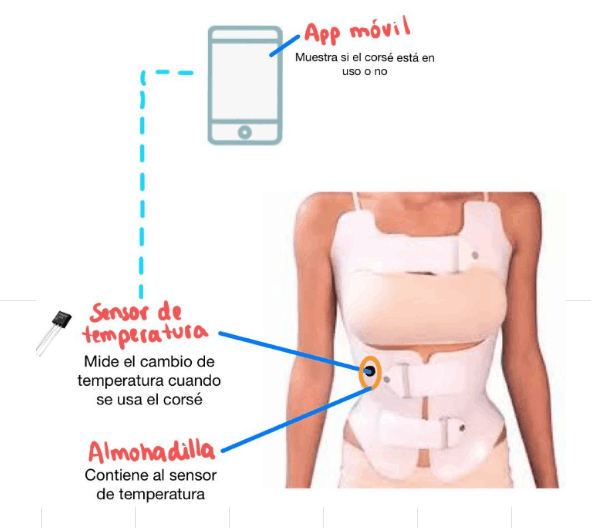 App móvil
Muestra si el corsé está en
uso o no
Sensor de
temperatura
Mide el cambio de
temperatura cuando
se usa el corsé
Almohadilla
Contiene al sensor
de temperatura